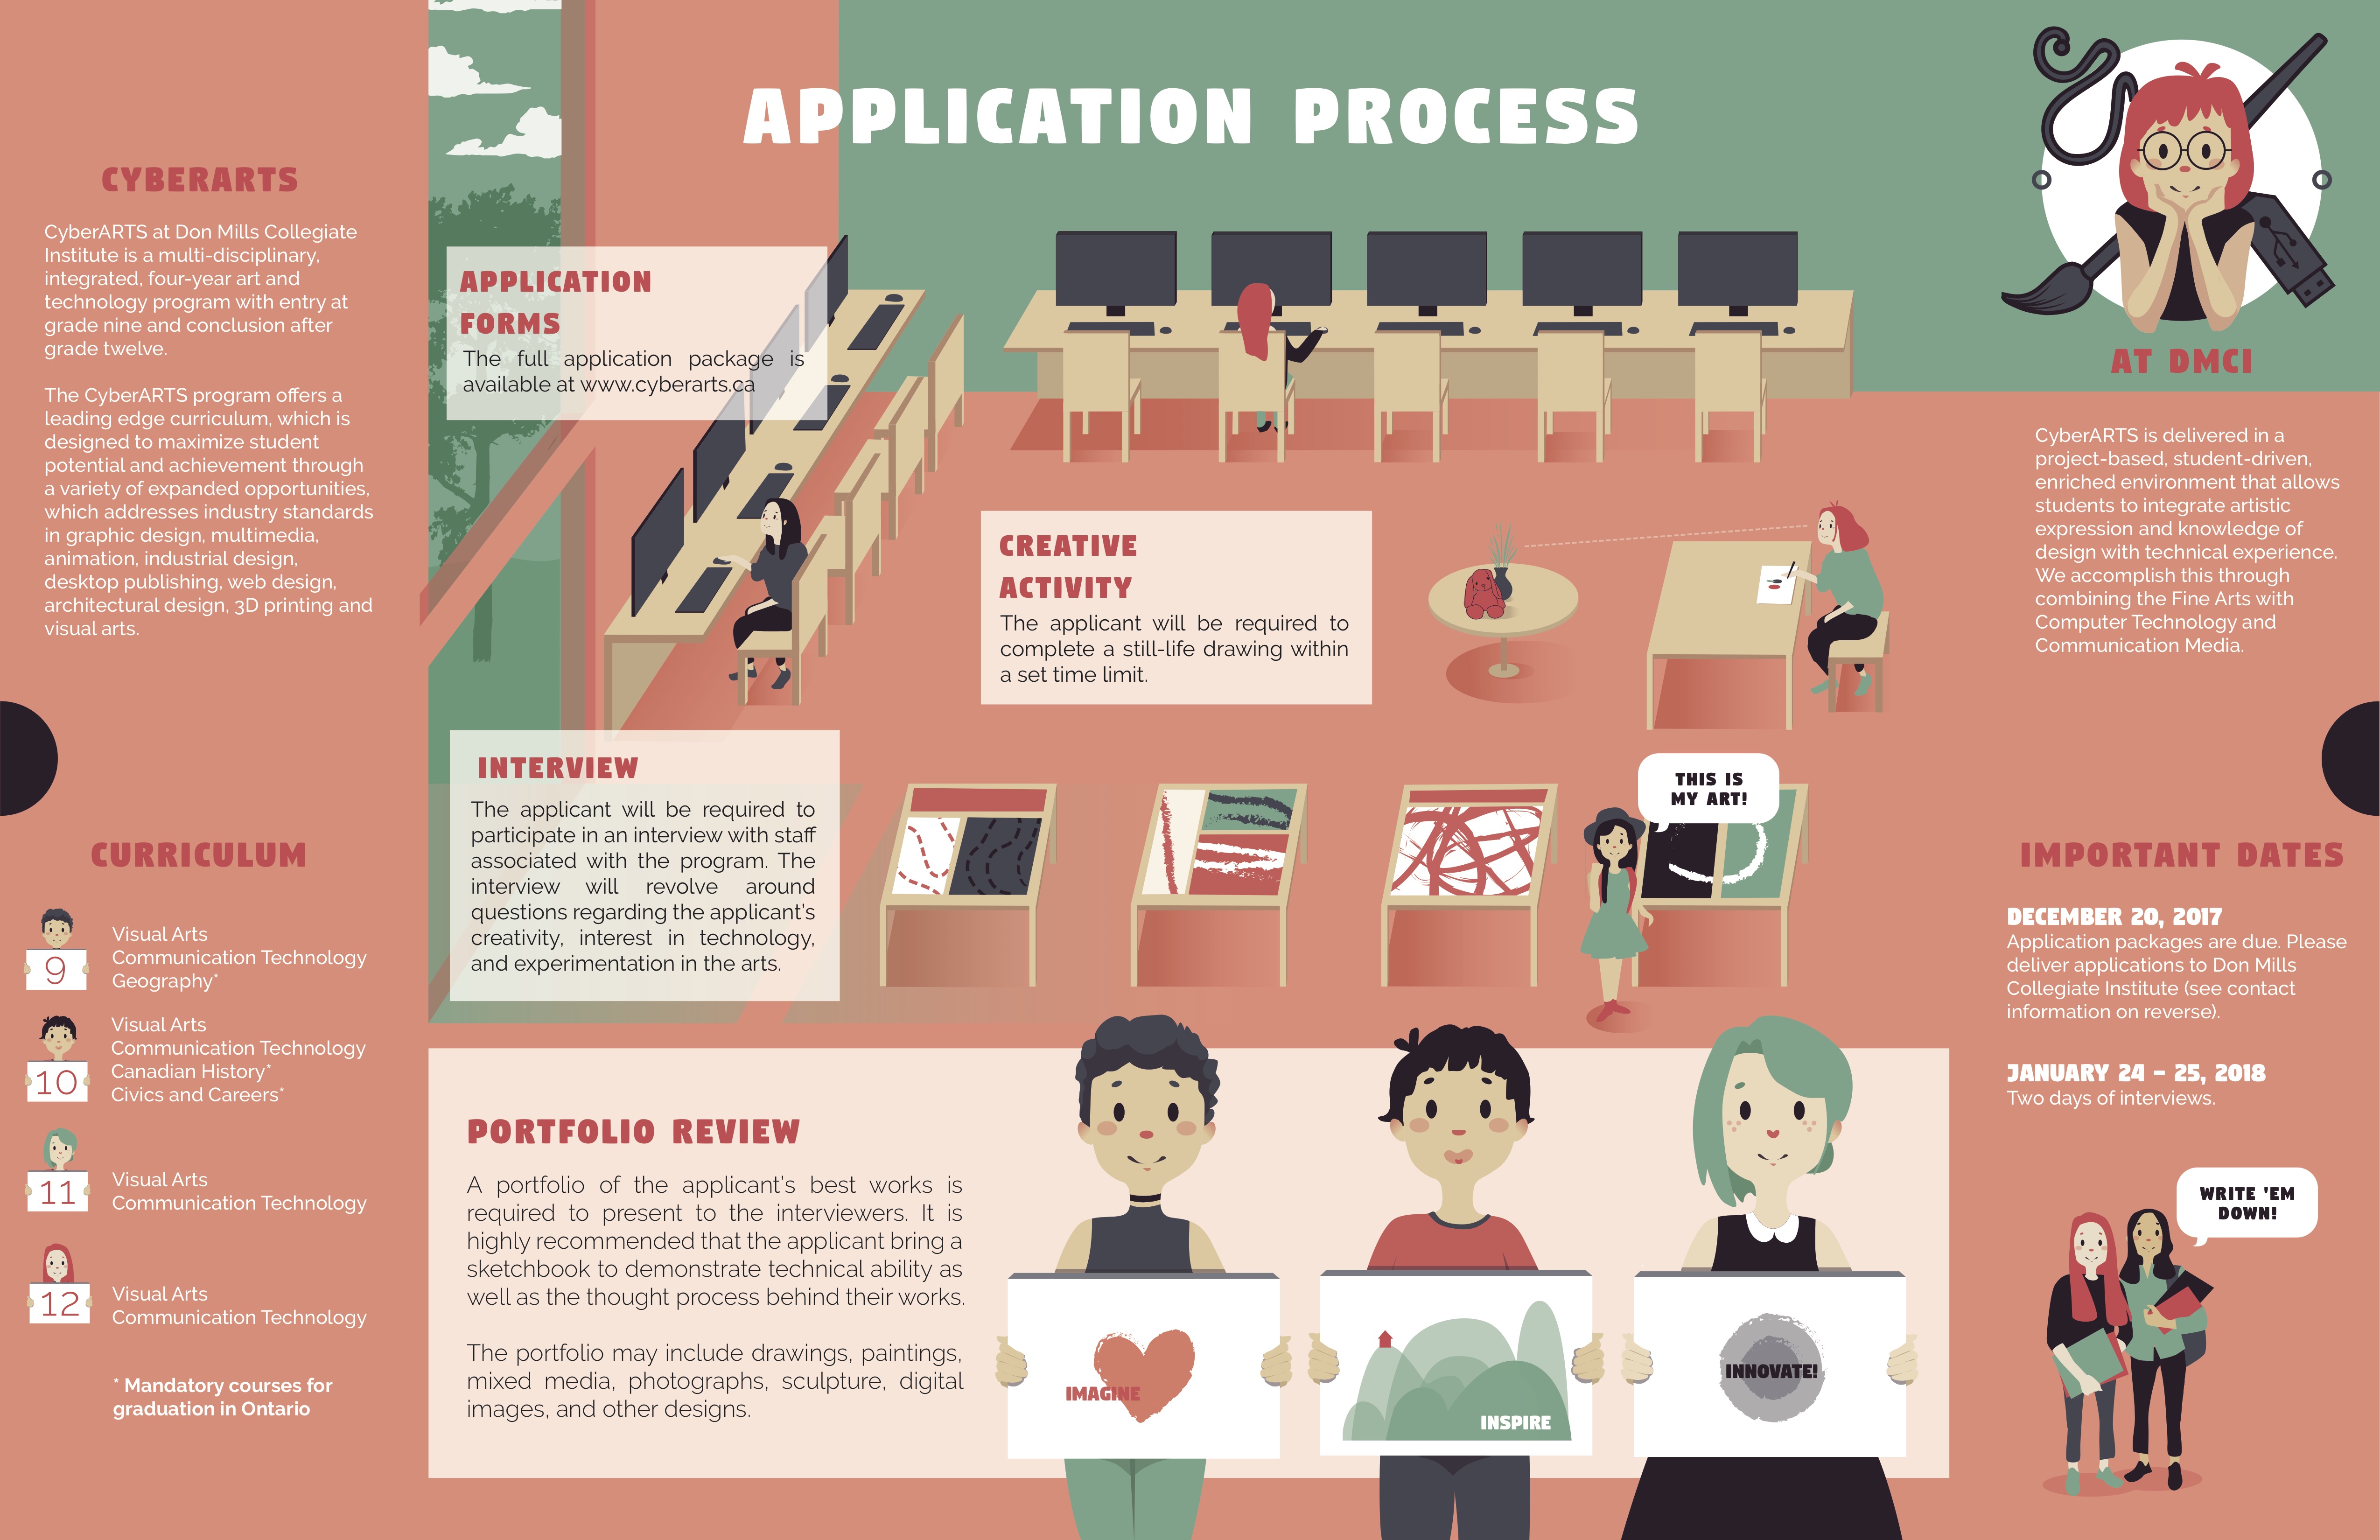 CYBERARTS
CyberARTS at Don Mills Collegiate
Institute is a multi-disciplinary,
integrated, four-year art and
technology program with entry at
grade nine and conclusion after
grade twelve.
The CyberARTS program offers a
leading edge curriculum, which is
designed to maximize student
potential and achievement through
a variety of expanded opportunities,
which addresses industry standards
in graphic design, multimedia,
animation, industrial design,
desktop publishing, web design,
architectural design, 3D printing and
visual arts.
CURRICULUM
9
Visual Arts
Communication Technology
Geography*
10
Visual Arts
Communication Technology
Canadian History*
Civics and Careers*
11
Visual Arts
Communication Technology
12
Visual Arts
Communication Technology
* Mandatory courses for
graduation in Ontario
APPLICATION PROCESS
APPLICATION
FORMS
The full application package is
available at www.cyberarts.ca
CREATIVE
ACTIVITY
The applicant will be required to
complete a still-life drawing within
a set time limit.
INTERVIEW
The applicant will be required to
participate in an interview with staff
associated with the program. The
interview will revolve around
questions regarding the applicant's
creativity, interest in technology,
and experimentation in the arts.
THIS IS
MY ART!
PORTFOLIO REVIEW
A portfolio of the applicant's best works is
required to present to the interviewers. It is
highly recommended that the applicant bring a
sketchbook to demonstrate technical ability as
well as the thought process behind their works.
The portfolio may include drawings, paintings,
mixed media, photographs, sculpture, digital
images, and other designs.
IMAGINE
INSPIRE
INNOVATE!
AT DMCI
CyberARTS is delivered in a
project-based, student-driven,
enriched environment that allows
students to integrate artistic
expression and knowledge of
design with technical experience.
We accomplish this through
combining the Fine Arts with
Computer Technology and
Communication Media.
IMPORTANT DATES
DECEMBER 20, 2017
Application packages are due. Please
deliver applications to Don Mills
Collegiate Institute (see contact
information on reverse).
JANUARY 24 - 25, 2018
Two days of interviews.
WRITE 'EM
DOWN!